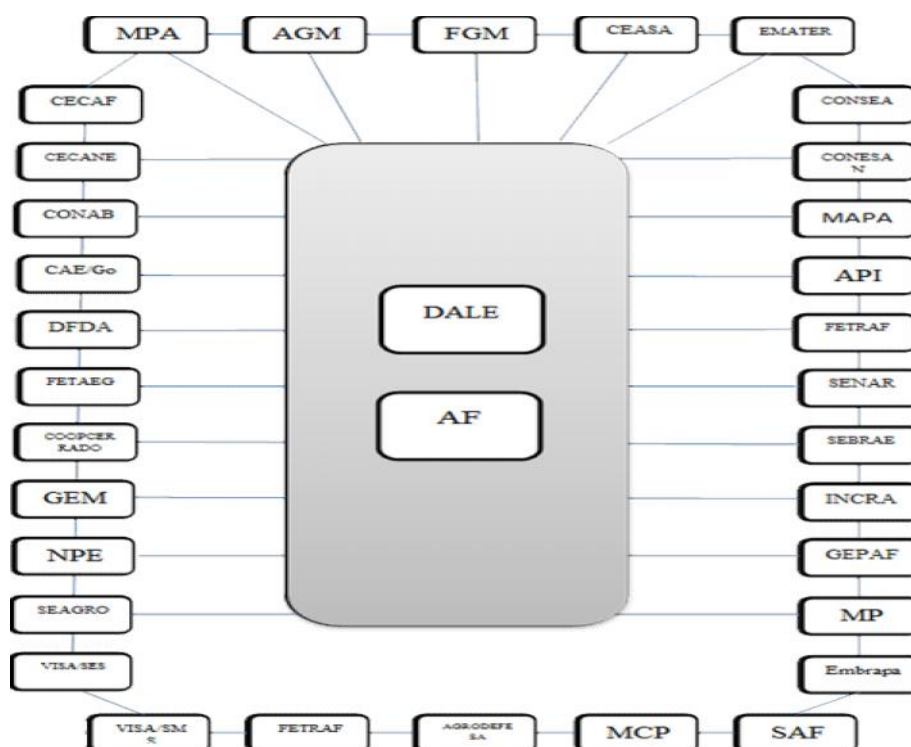 MPA
AGM
FGM
CEASA
EMATER
CECAF
CONSEA
CECANE
CONESA
N
CONAB
MAPA
CAE/Go
API
DALE
DFDA
FETRAF
FETAEG
SENAR
AF
COOPCER
RADO
SEBRAE
GEM
INCRA
NPE
GEPAF
SEAGRO
MP
VISA/SES
Embrapa
VISA/SM
S
FETRAF
AGRODEFE
SA
MCP
SAF